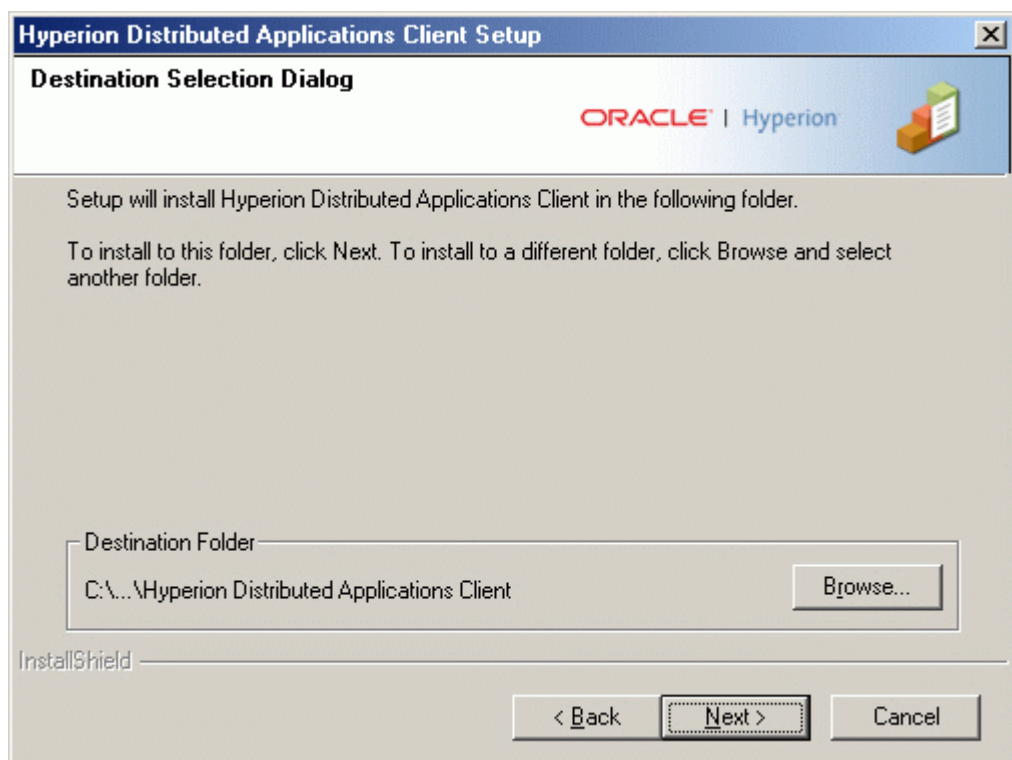 Hyperion Distributed Applications Client Setup
Destination Selection Dialog
ORACLE | Hyperion
Setup will install Hyperion Distributed Applications Client in the following folder.
To install to this folder, click Next. To install to a different folder, click Browse and select
another folder.
Destination Folder
C:\...\Hyperion Distributed Applications Client
Browse...
InstallShield
< Back
Next >
Cancel